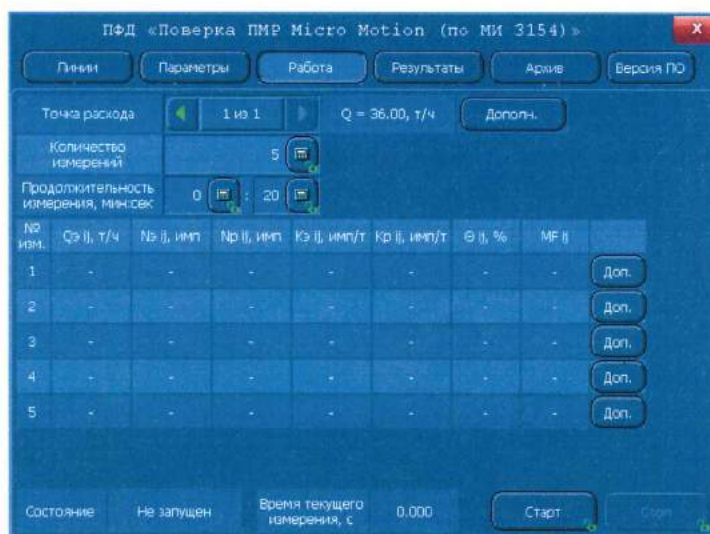 ПФД «Поверка ПМР Micro Motion (по МИ 3154)»
X
Линии Параметры Работа Результаты Архив Версия ПО
Точка расхода 1 из 1 Q = 36.00, т/ч Дополн.
Количество
измерений 5
Продолжительность
измерения, мин:сек 0 : 20
№
изм. Qэ ij, т/ч Nэ ij, имп Nр ij, имп Kэ ij, имп/т Kр ij, имп/т Θ ij, % MF ij
1 - - - - - - - Доп.
2 - - - - - - - Доп.
3 - - - - - - - Доп.
4 - - - - - - - Доп.
5 - - - - - - - Доп.
Состояние Не запущен Время текущего
измерения, с 0.000 Старт Стоп